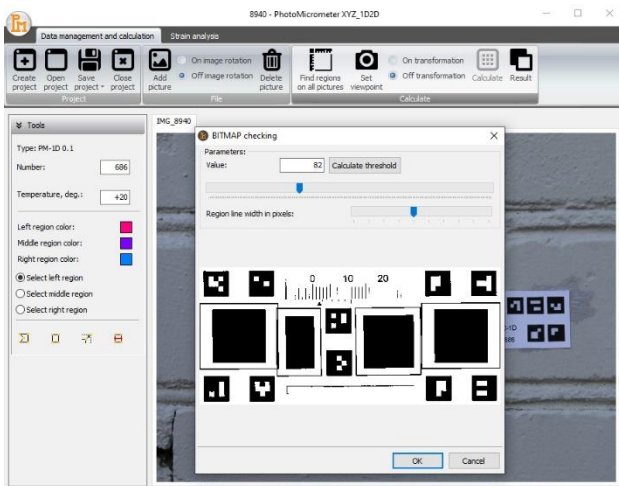 8940 - PhotoMicrometer XYZ_1D2D
Pm
Data management and calculation
Strain analysis
Create project
Open project
Save project
Close project
Add picture
On image rotation
Off image rotation
Delete picture
Find regions on all pictures
Set viewpoint
On transformation
Off transformation
Calculate
Result
Project
File
Calculate
Tools
IMG_8940
Type: PM-1D 0.1
Number: 686
Temperature, deg.: +20
Left region color:
Middle region color:
Right region color:
Select left region
Select middle region
Select right region
BITMAP checking
Parameters:
Value: 82 Calculate threshold
Region line width in pixels:
0 10 20
OK Cancel